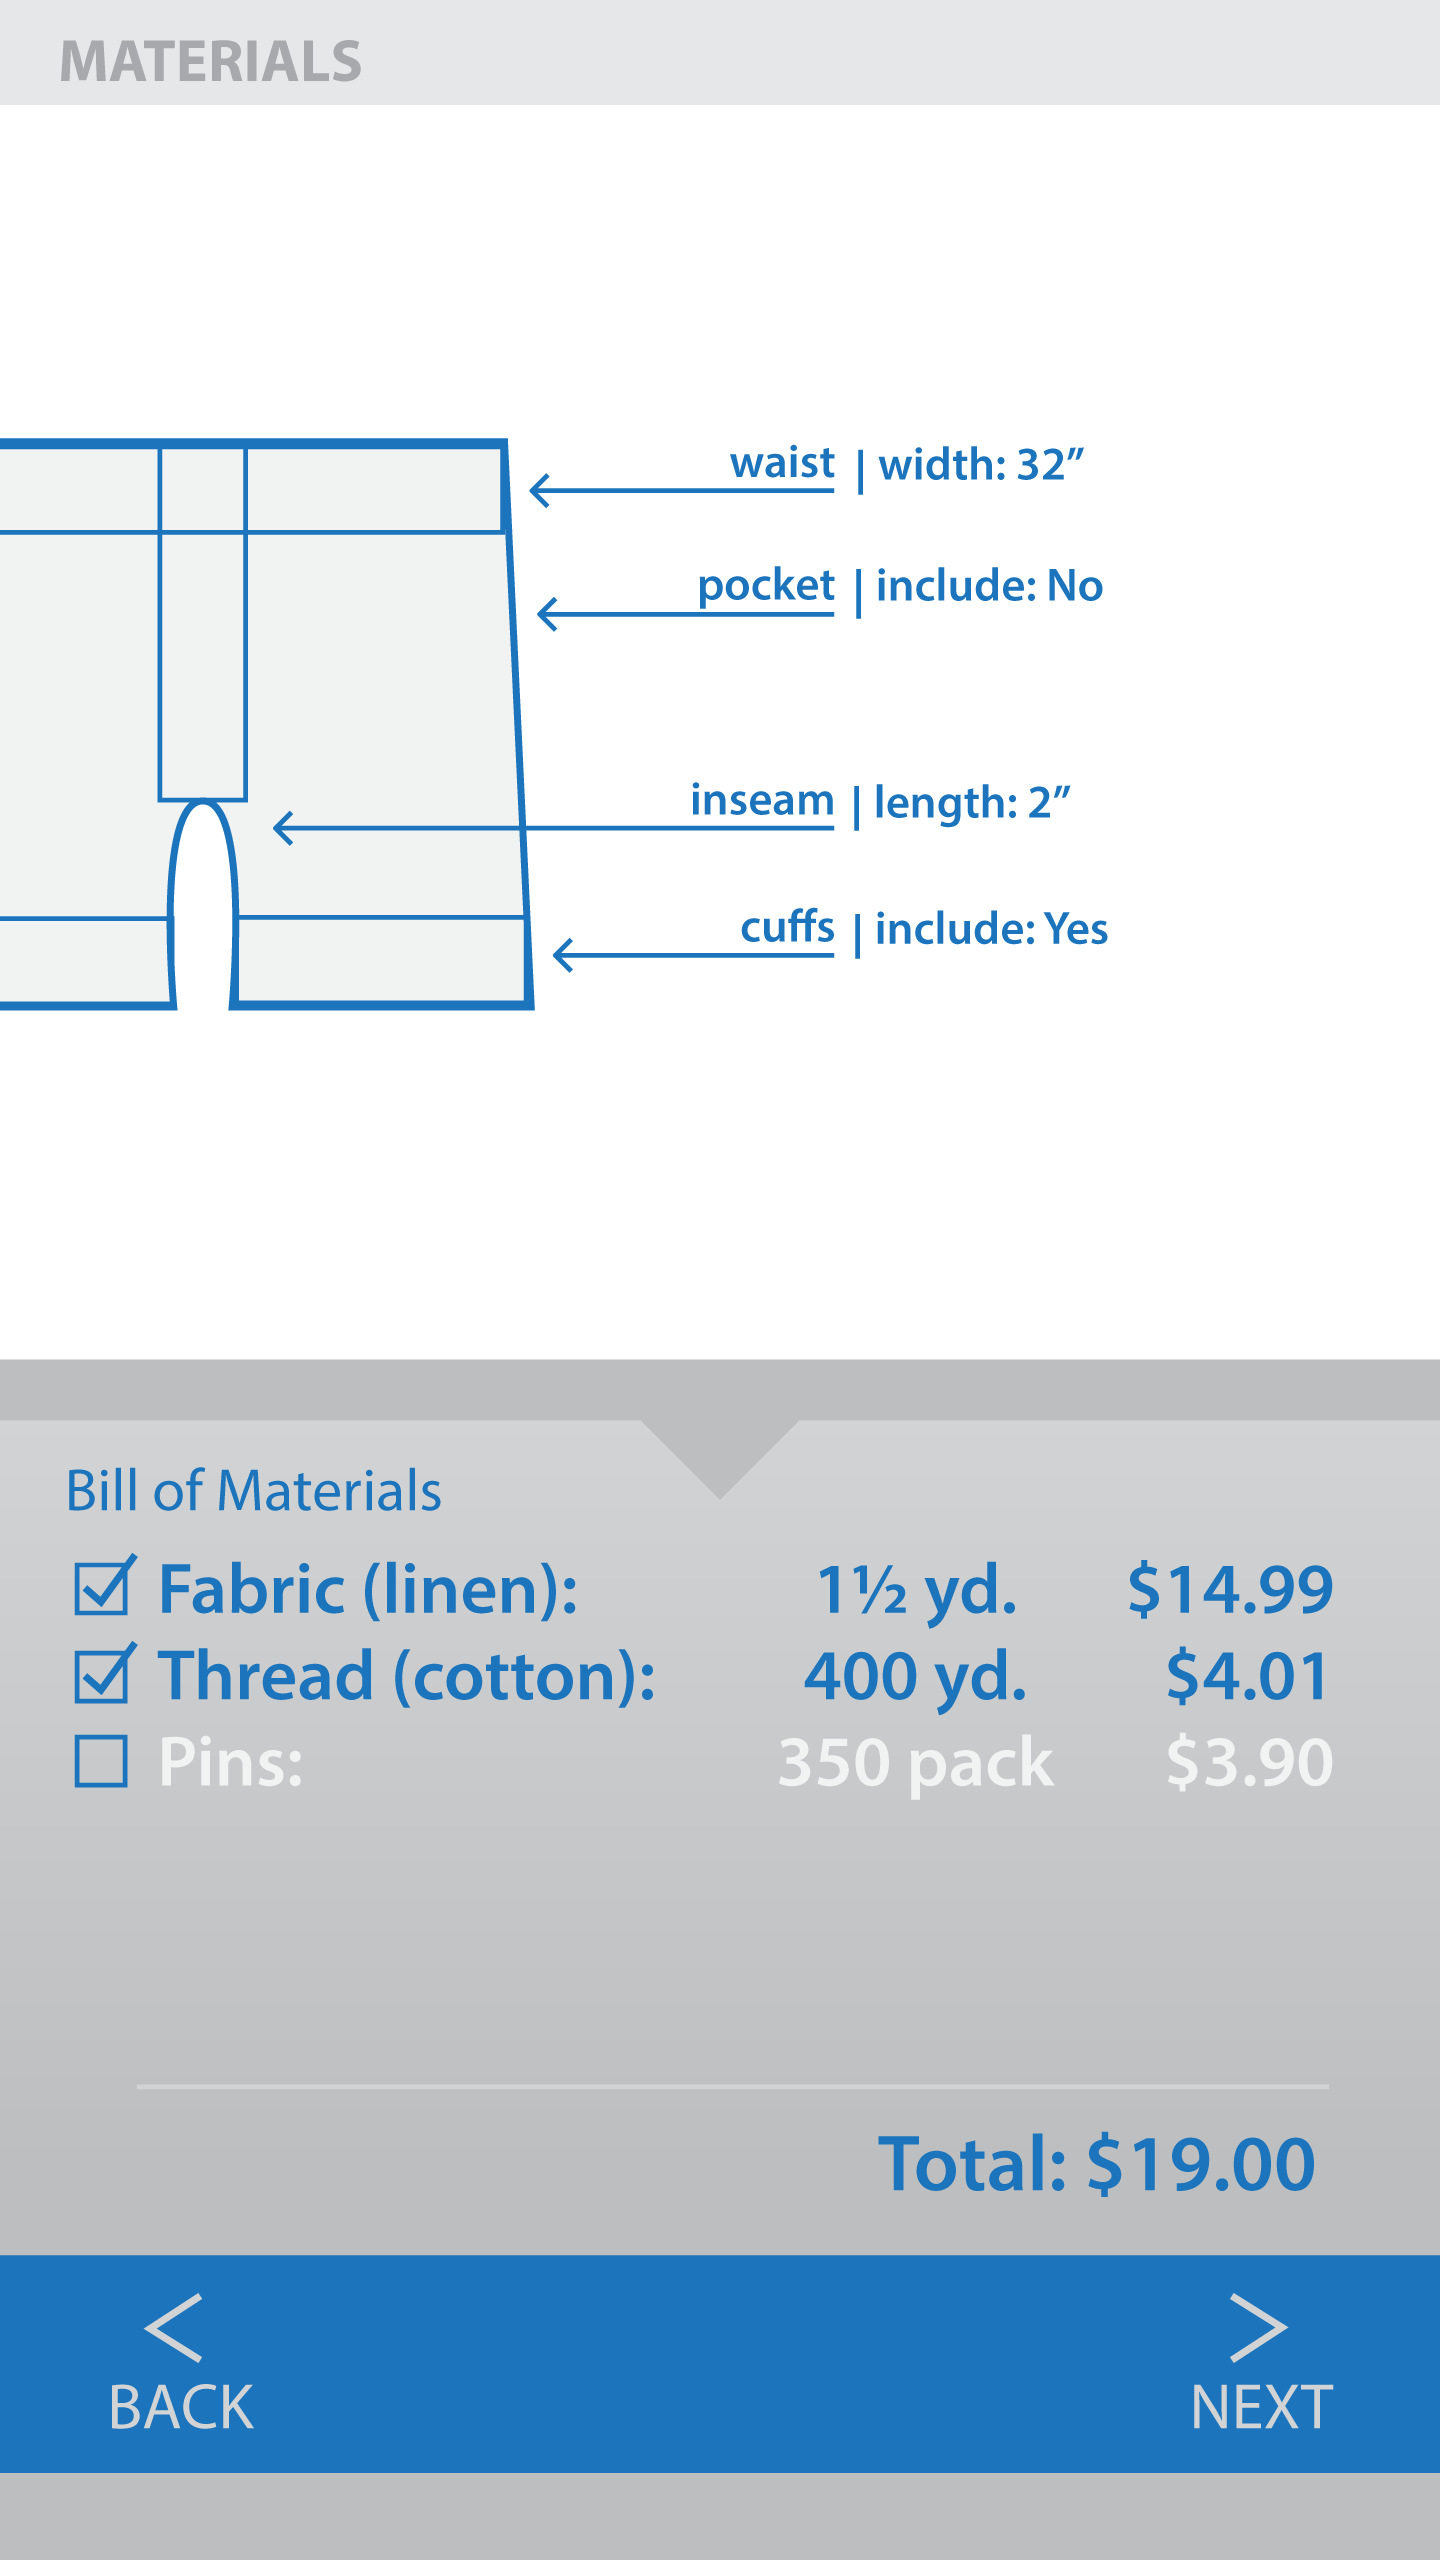 MATERIALS
waist | width: 32”
pocket | include: No
inseam | length: 2”
cuffs | include: Yes
Bill of Materials
Fabric (linen): 1½ yd. $14.99
Thread (cotton): 400 yd. $4.01
Pins: 350 pack $3.90
Total: $19.00
< >
BACK NEXT